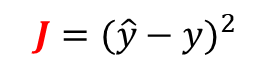 J = (ŷ − y)²